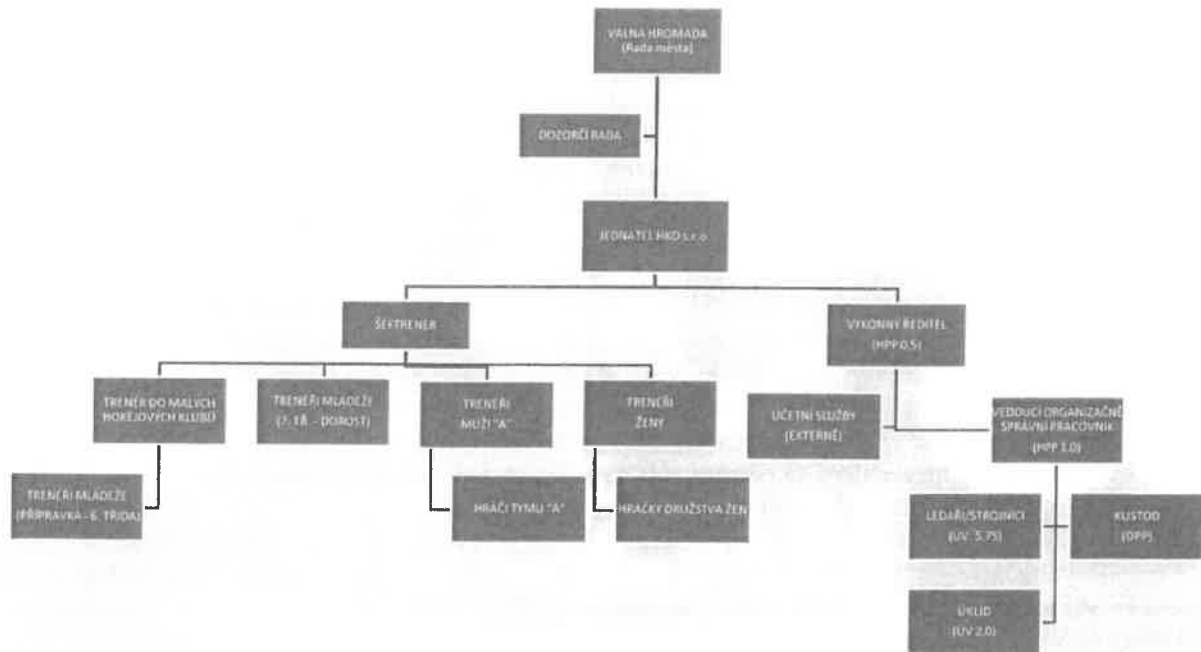 VALNÁ HROMADA
(Rada města)
DOZORČÍ RADA
JEDNATEL HKD s.r.o.
ŠÉFTRENÉR
VÝKONNÝ ŘEDITEL
(HPP 0,5)
TRENÉR DO MALÝCH
HOKEJOVÝCH KLUBŮ
TRENÉŘI MLÁDEŽE
(7. TŘ. - DOROST)
TRENÉŘI
MUŽI "A"
TRENÉŘI
ŽENY
ÚČETNÍ SLUŽBY
(EXTERNĚ)
VEDOUCÍ ORGANIZAČNĚ
SPRÁVNÍ PRACOVNÍK
(HPP 1.0)
TRENÉŘI MLÁDEŽE
(PŘÍPRAVKA - 6. TŘÍDA)
HRÁČI TÝMU "A"
HRÁČKY DRUŽSTVA ŽEN
LEDAŘI/STROJNÍCI
(ÚV. 5.75)
KUSTOD
(DPP)
ÚKLID
(ÚV 2.0)